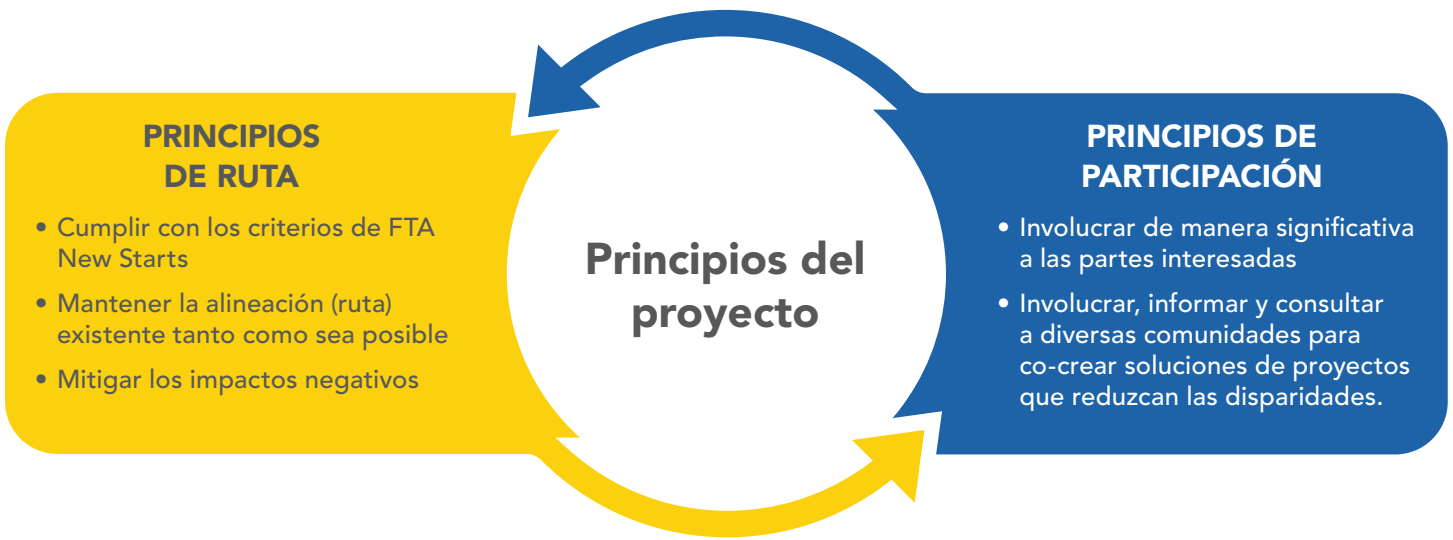 PRINCIPIOS
DE RUTA
• Cumplir con los criterios de FTA
New Starts
• Mantener la alineación (ruta)
existente tanto como sea posible
• Mitigar los impactos negativos
Principios del
proyecto
PRINCIPIOS DE
PARTICIPACIÓN
• Involucrar de manera significativa
a las partes interesadas
• Involucrar, informar y consultar
a diversas comunidades para
co-crear soluciones de proyectos
que reduzcan las disparidades.